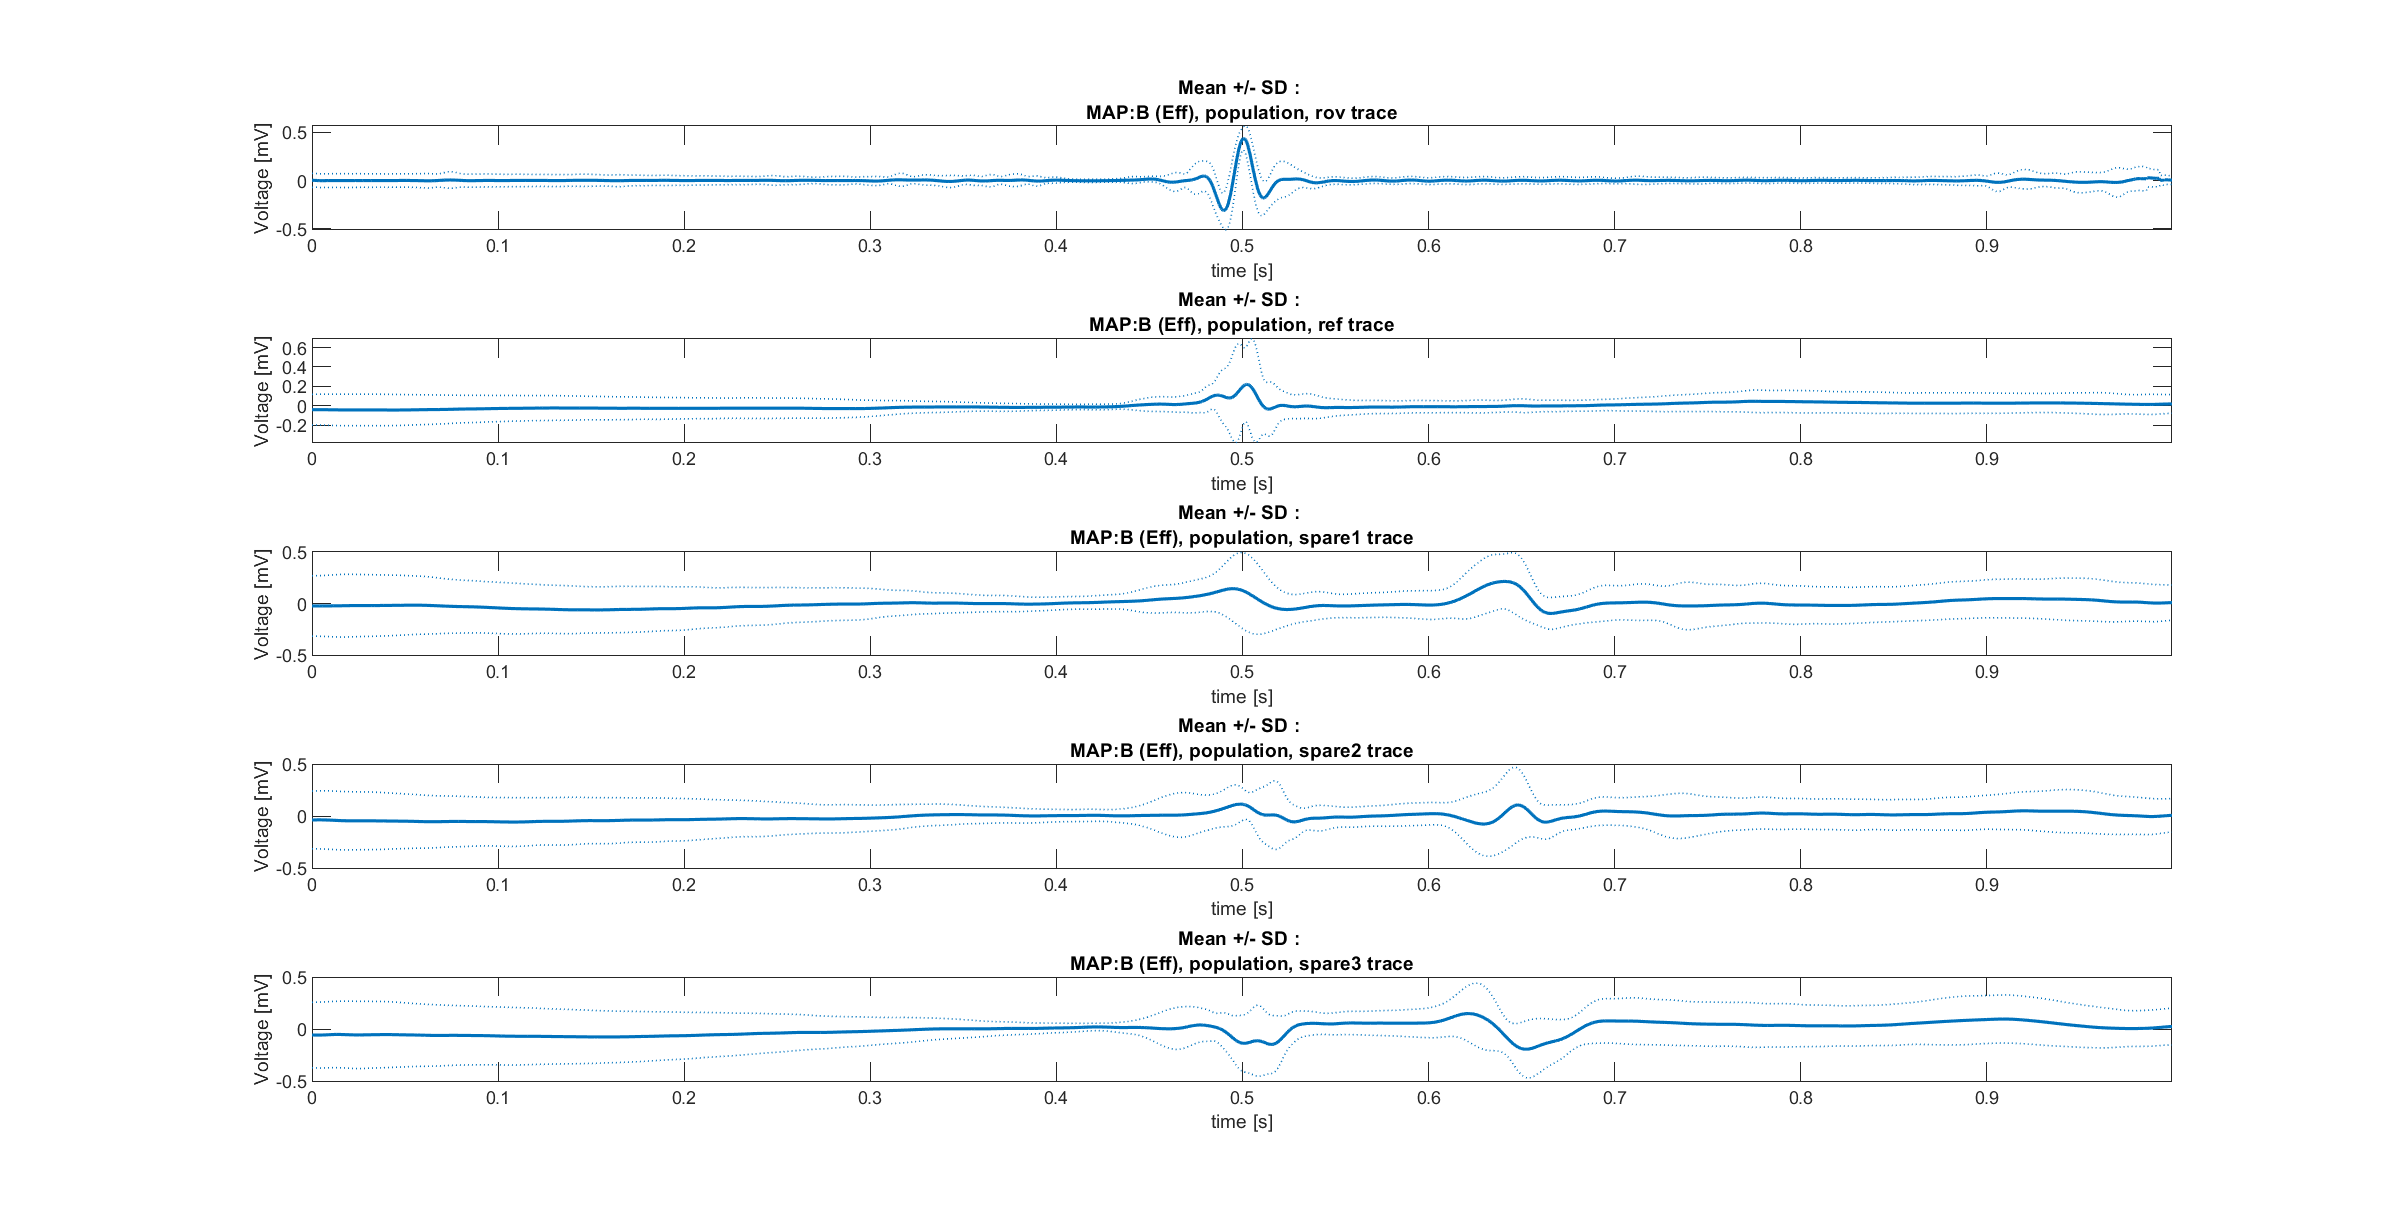 Mean +/- SD :
MAP:B (Eff), population, rov trace
Voltage [mV]
0.5
0
-0.5
0 0.1 0.2 0.3 0.4 0.5 0.6 0.7 0.8 0.9
time [s]
Mean +/- SD :
MAP:B (Eff), population, ref trace
Voltage [mV]
0.6
0.4
0.2
0
-0.2
0 0.1 0.2 0.3 0.4 0.5 0.6 0.7 0.8 0.9
time [s]
Mean +/- SD :
MAP:B (Eff), population, spare1 trace
Voltage [mV]
0.5
0
-0.5
0 0.1 0.2 0.3 0.4 0.5 0.6 0.7 0.8 0.9
time [s]
Mean +/- SD :
MAP:B (Eff), population, spare2 trace
Voltage [mV]
0.5
0
-0.5
0 0.1 0.2 0.3 0.4 0.5 0.6 0.7 0.8 0.9
time [s]
Mean +/- SD :
MAP:B (Eff), population, spare3 trace
Voltage [mV]
0.5
0
-0.5
0 0.1 0.2 0.3 0.4 0.5 0.6 0.7 0.8 0.9
time [s]